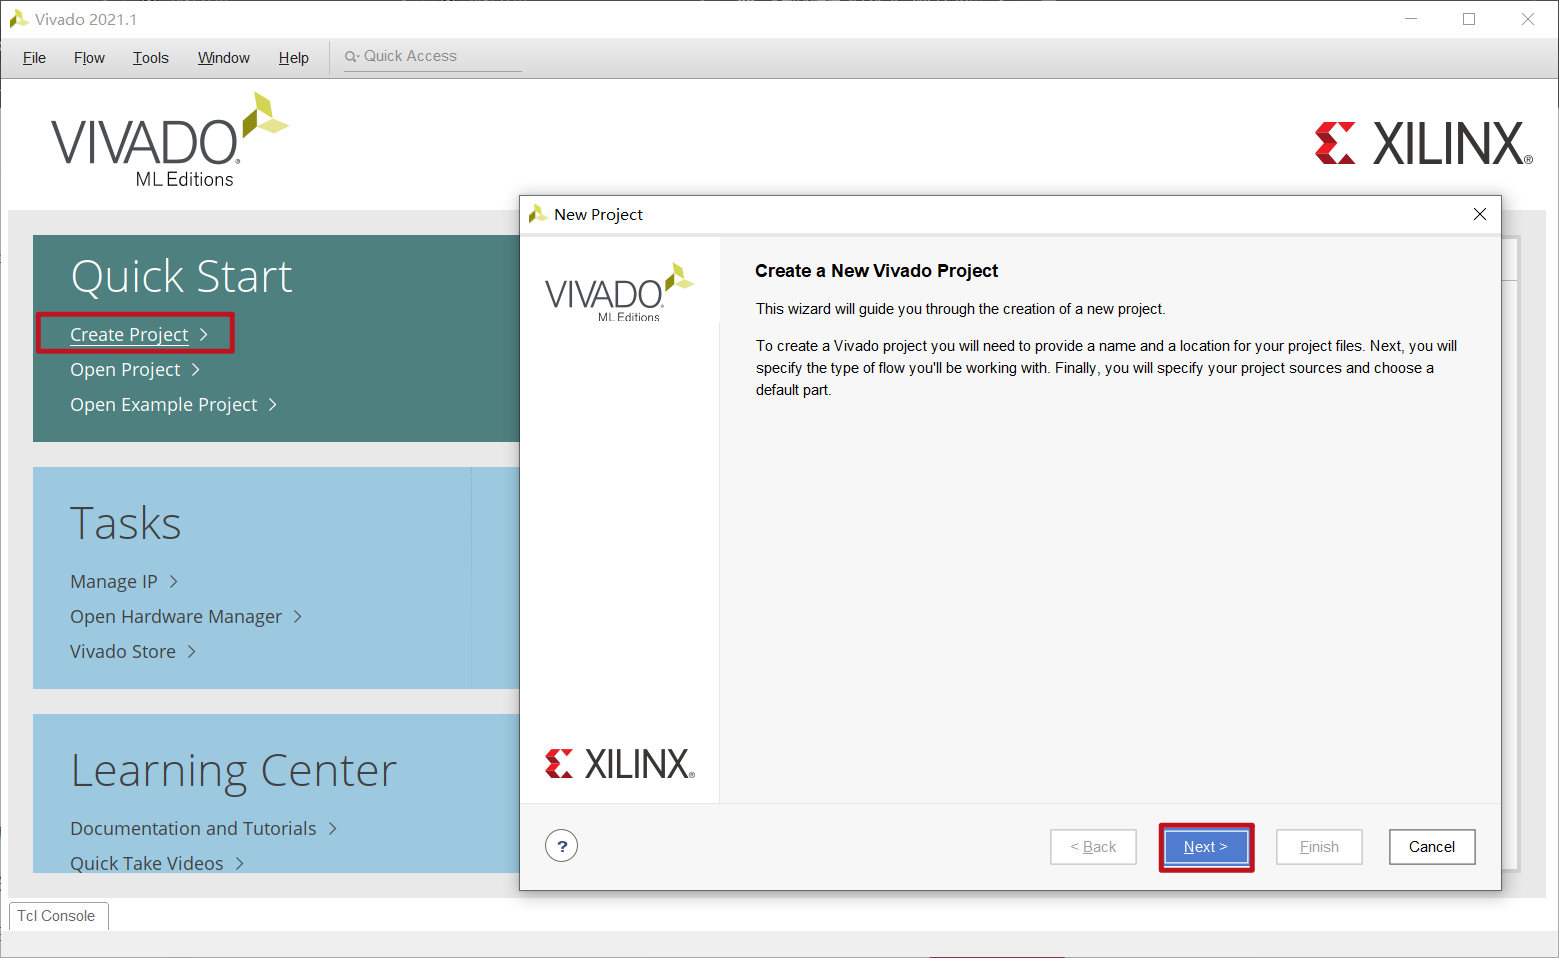 Vivado 2021.1
File Flow Tools Window Help Quick Access
VIVADO®
ML Editions
XILINX®
Quick Start
Create Project >
Open Project >
Open Example Project >
Tasks
Manage IP >
Open Hardware Manager >
Vivado Store >
Learning Center
Documentation and Tutorials >
Quick Take Videos >
Tcl Console
New Project
VIVADO®
ML Editions
XILINX®
Create a New Vivado Project
This wizard will guide you through the creation of a new project.
To create a Vivado project you will need to provide a name and a location for your project files. Next, you will
specify the type of flow you'll be working with. Finally, you will specify your project sources and choose a
default part.
?
< Back
Next >
Finish
Cancel